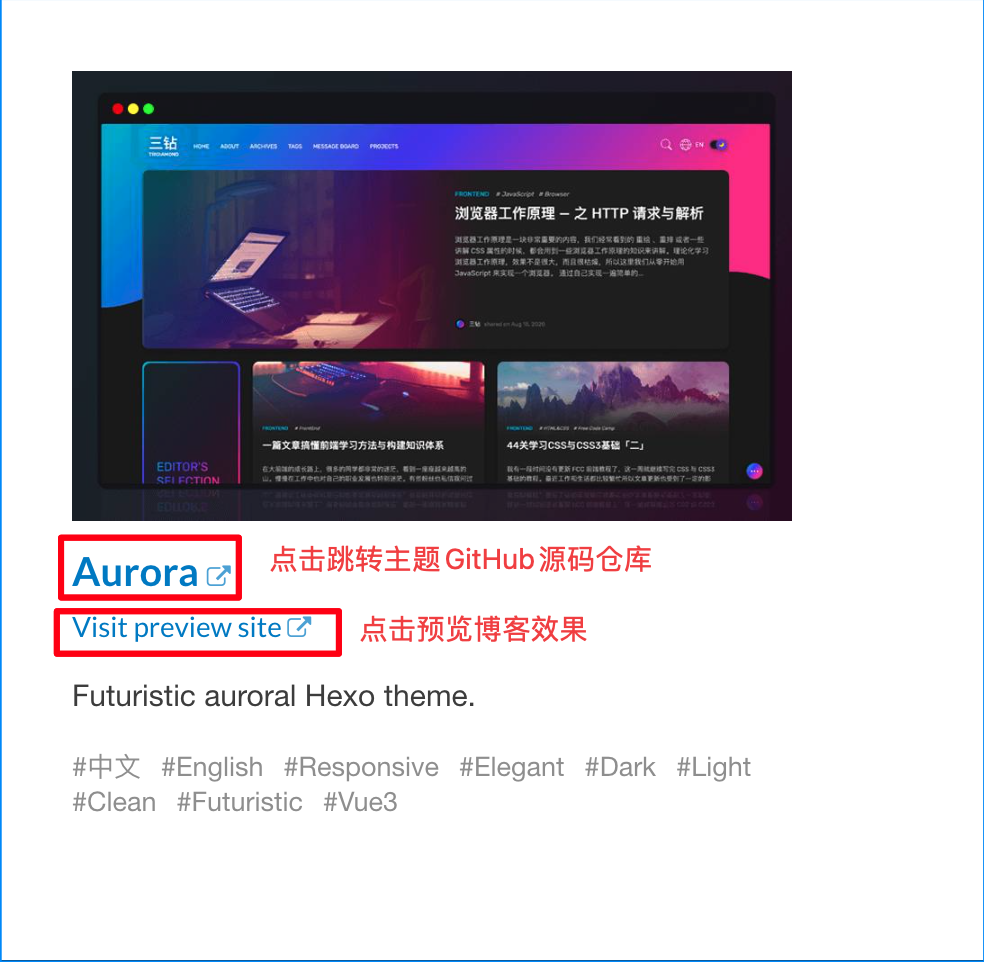 三钻
TRIDIAMOND
HOME ABOUT ARCHIVES TAGS MESSAGE BOARD PROJECTS
EN
FRONTEND # JavaScript # Browser
浏览器工作原理 – 之 HTTP 请求与解析
浏览器工作原理是一块非常重要的内容，我们经常看到的 重绘 、重排 或者一些
讲解 CSS 属性的时候，都会用到一些浏览器工作原理的知识来讲解。理论化学习
浏览器工作原理，效果不是很大，而且很枯燥，所以这里我们从零开始用
JavaScript 来实现一个浏览器。 通过自己实现一遍简单的...
三钻 shared on Aug 2020
EDITOR'S
SELECTION
FRONTEND # FrontEnd
一篇文章搞懂前端学习方法与构建知识体系
在大前端的成长路上，很多的同学都非常的迷茫，看到一座座越来越高的
山。慢慢在工作中也对自己的职业发展也特别迷茫。有些粉丝也私信跟问过
FRONTEND # HTML&CSS # Free Code Camp
44关学习CSS与CSS3基础「二」
我有一段时间没有更新 FCC 前端教程了，这一周就继续写完 CSS 与 CSS3
基础的教程。最近工作和生活都比较繁忙所以文章更新也受到了一定的影
Aurora
点击跳转主题GitHub源码仓库
Visit preview site
点击预览博客效果
Futuristic auroral Hexo theme.
#中文 #English #Responsive #Elegant #Dark #Light
#Clean #Futuristic #Vue3